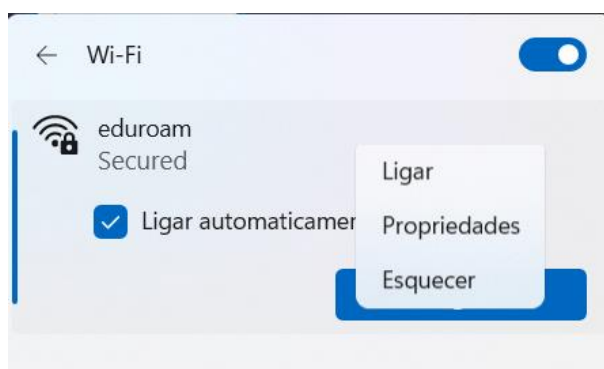 Wi-Fi
eduroam
Secured
Ligar
Ligar automaticamen
Propriedades
Esquecer